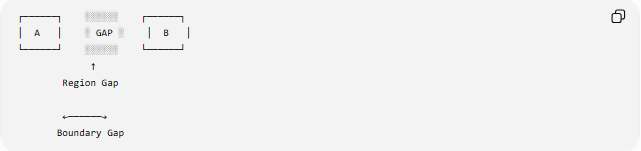 A GAP B
↑
Region Gap
←──────→
Boundary Gap